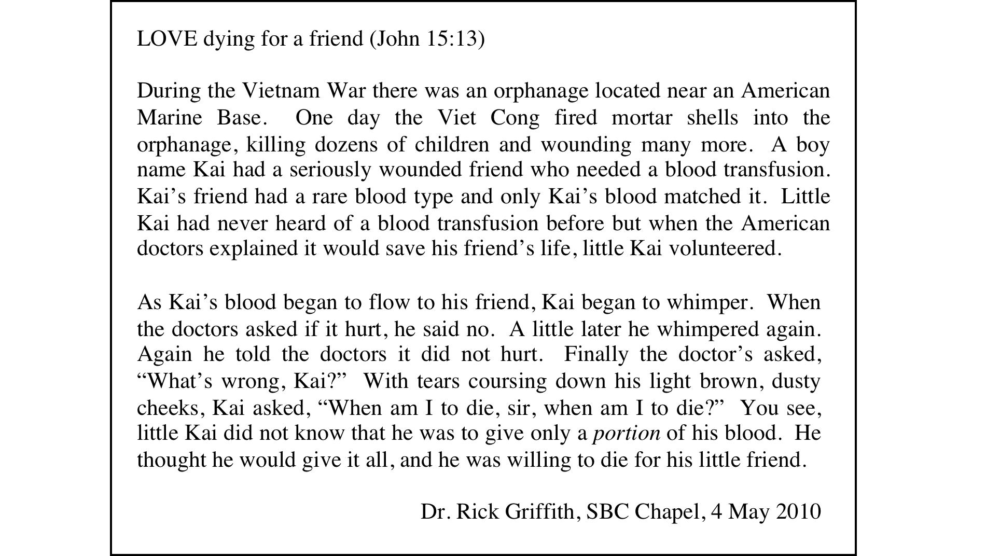 LOVE dying for a friend (John 15:13)
During the Vietnam War there was an orphanage located near an American
Marine Base.  One day the Viet Cong fired mortar shells into the
orphanage, killing dozens of children and wounding many more.  A boy
name Kai had a seriously wounded friend who needed a blood transfusion.
Kai’s friend had a rare blood type and only Kai’s blood matched it.  Little
Kai had never heard of a blood transfusion before but when the American
doctors explained it would save his friend’s life, little Kai volunteered.
As Kai’s blood began to flow to his friend, Kai began to whimper.  When
the doctors asked if it hurt, he said no.  A little later he whimpered again.
Again he told the doctors it did not hurt.  Finally the doctor’s asked,
“What’s wrong, Kai?”  With tears coursing down his light brown, dusty
cheeks, Kai asked, “When am I to die, sir, when am I to die?”  You see,
little Kai did not know that he was to give only a portion of his blood.  He
thought he would give it all, and he was willing to die for his little friend.
Dr. Rick Griffith, SBC Chapel, 4 May 2010